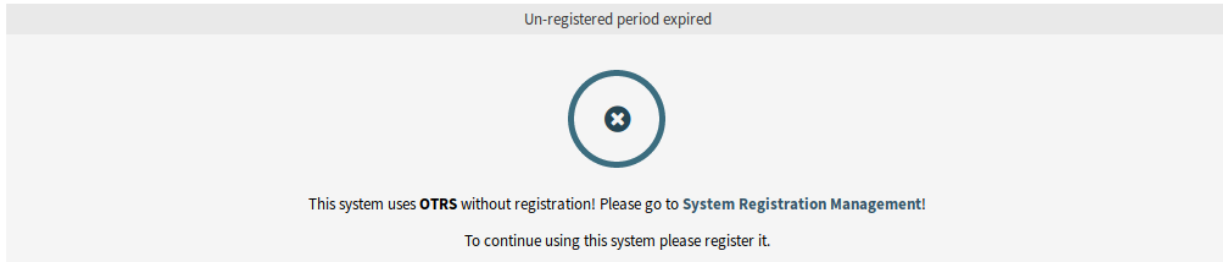 Un-registered period expired
This system uses OTRS without registration! Please go to System Registration Management!
To continue using this system please register it.